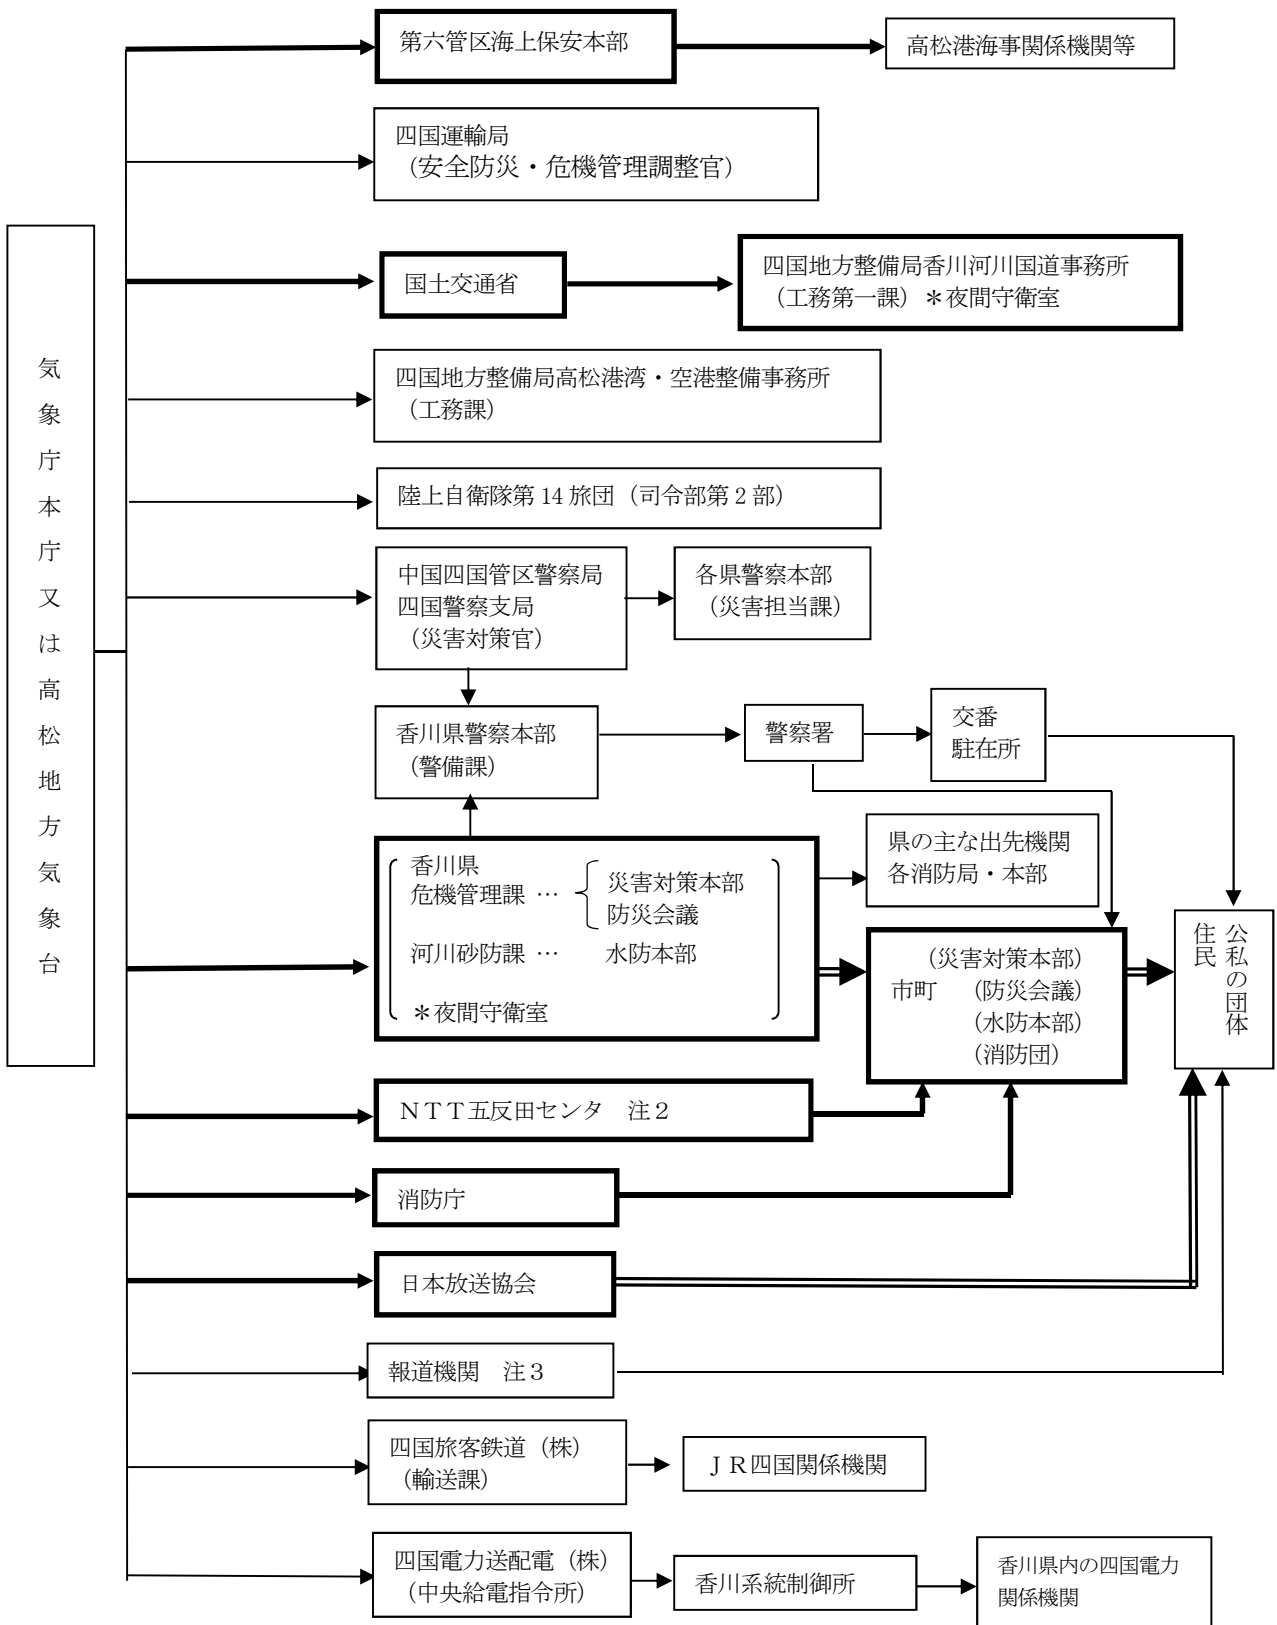 気象庁本庁又は高松地方気象台
第六管区海上保安本部
高松港海事関係機関等
四国運輸局
（安全防災・危機管理調整官）
国土交通省
四国地方整備局香川河川国道事務所
（工務第一課）＊夜間守衛室
四国地方整備局高松港湾・空港整備事務所
（工務課）
陸上自衛隊第14旅団（司令部第２部）
中国四国管区警察局
四国警察支局
（災害対策官）
各県警察本部
（災害担当課）
香川県警察本部
（警備課）
警察署
交番
駐在所
香川県
危機管理課 …
災害対策本部
防災会議
河川砂防課 … 水防本部
＊夜間守衛室
県の主な出先機関
各消防局・本部
（災害対策本部）
市町 （防災会議）
（水防本部）
（消防団）
公私の団体
住民
ＮＴＴ五反田センタ　注２
消防庁
日本放送協会
報道機関　注３
四国旅客鉄道（株）
（輸送課）
ＪＲ四国関係機関
四国電力送配電（株）
（中央給電指令所）
香川系統制御所
香川県内の四国電力
関係機関